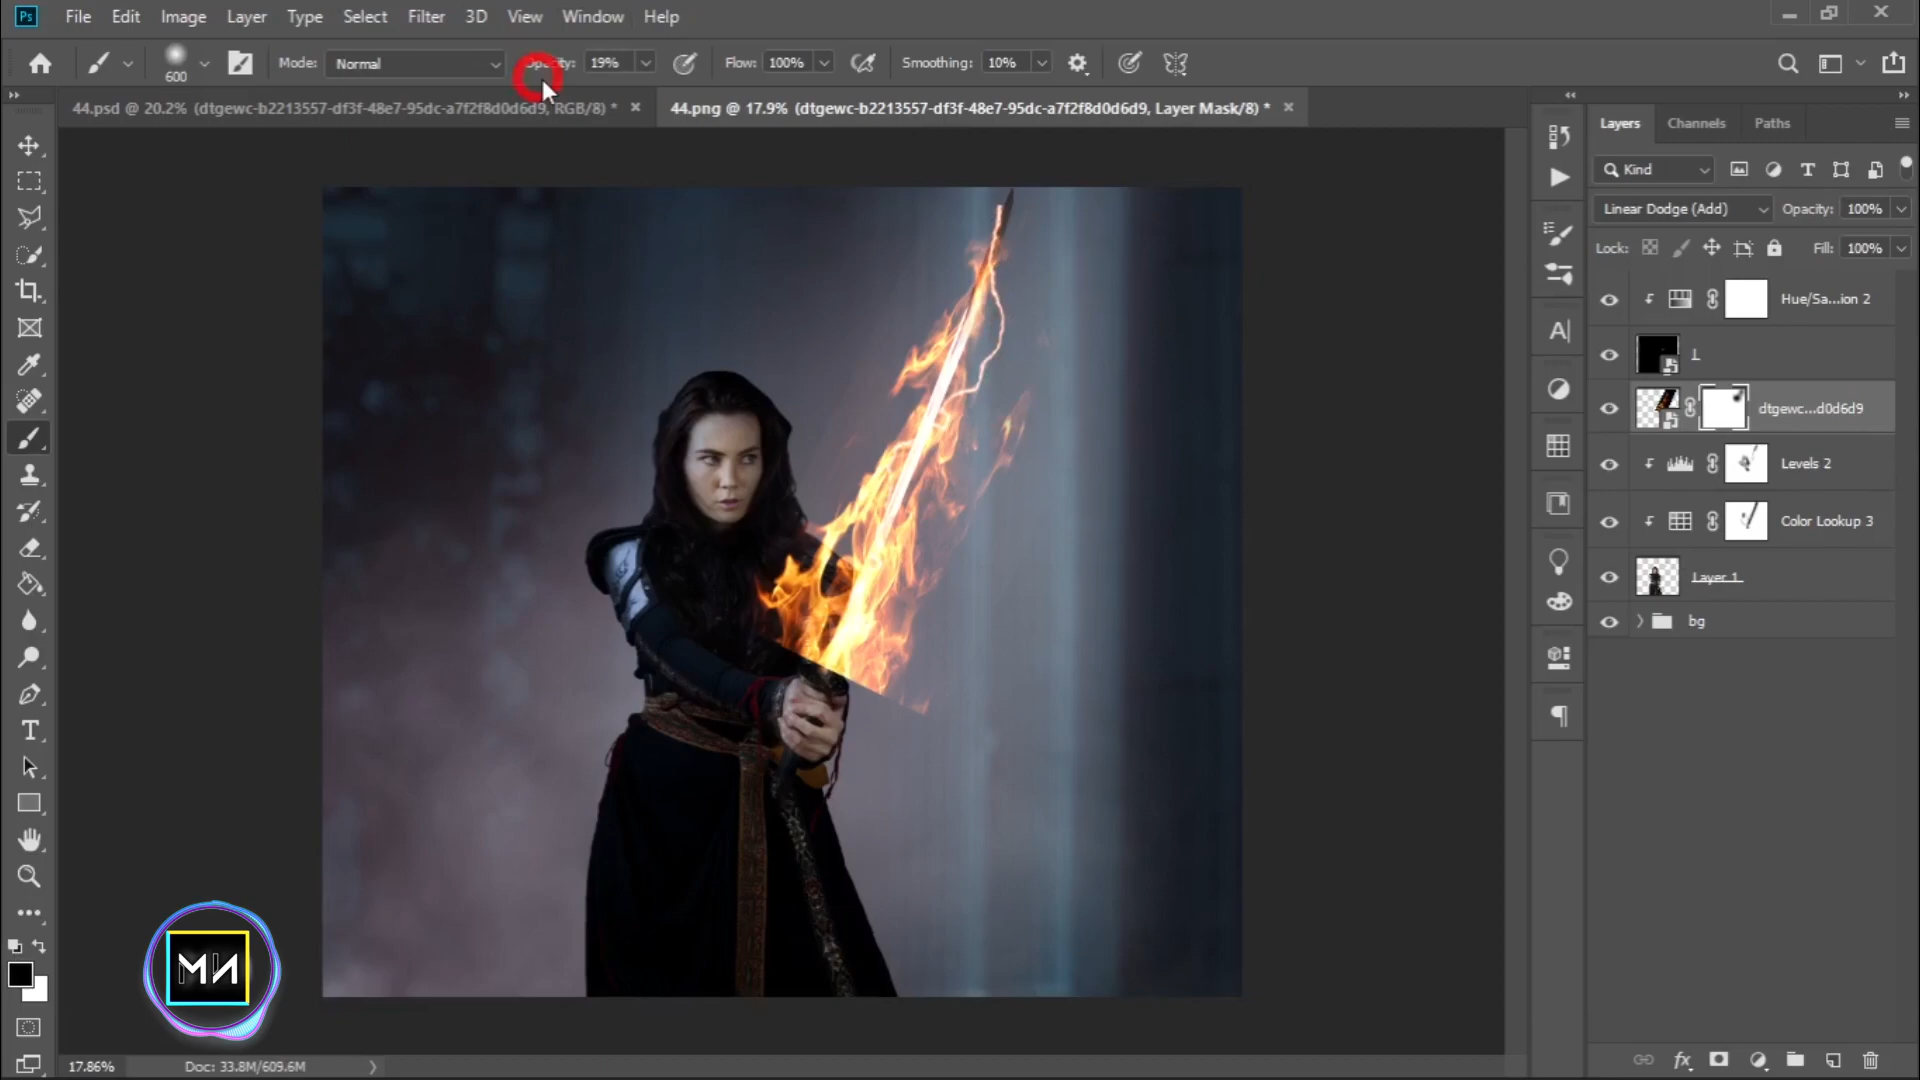 Ps File Edit Image Layer Type Select Filter 3D View Window Help
600 Mode: Normal Opacity: 19% Flow: 100% Smoothing: 10%
44.psd @ 20.2% (dtgewc-b2213557-df3f-48e7-95dc-a7f2f8d0d6d9, RGB/8) * 44.png @ 17.9% (dtgewc-b2213557-df3f-48e7-95dc-a7f2f8d0d6d9, Layer Mask/8) *
Layers Channels Paths
Kind
Linear Dodge (Add) Opacity: 100%
Lock: Fill: 100%
Hue/Sa...ion 2
dtgewc...d0d6d9
Levels 2
Color Lookup 3
Layer 1
bg
MN
17.86% Doc: 33.8M/609.6M